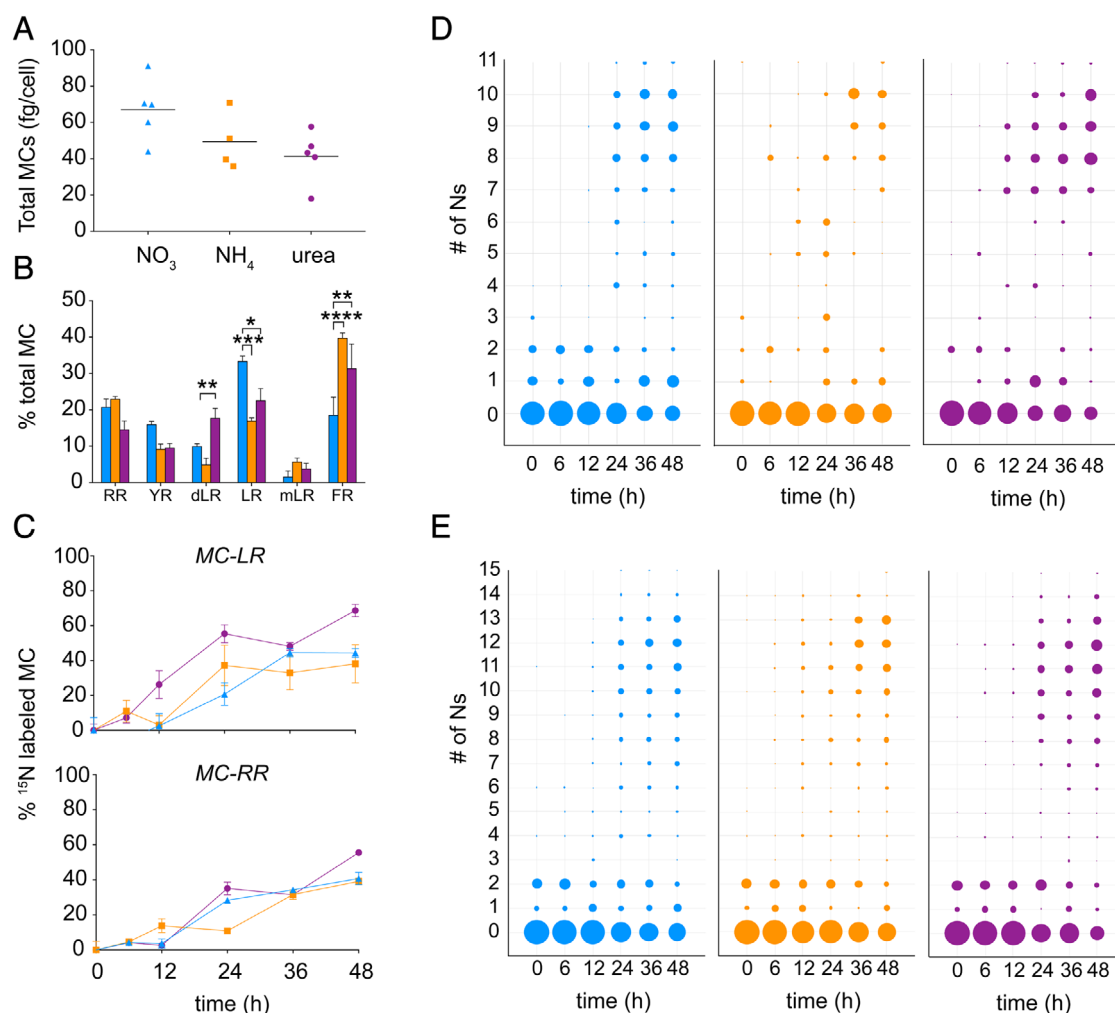 A
Total MCs (fg/cell)
100
80
60
40
20
0
NO3
NH4
urea
B
% total MC
50
40
30
20
10
0
**
*
***
**
****
RR
YR
dLR
LR
mLR
FR
C
% 15N labeled MC
MC-LR
100
80
60
40
20
0
MC-RR
100
80
60
40
20
0
0 12 24 36 48
time (h)
D
# of Ns
11
10
9
8
7
6
5
4
3
2
1
0
0 6 12 24 36 48
time (h)
0 6 12 24 36 48
time (h)
0 6 12 24 36 48
time (h)
E
# of Ns
15
14
13
12
11
10
9
8
7
6
5
4
3
2
1
0
0 6 12 24 36 48
time (h)
0 6 12 24 36 48
time (h)
0 6 12 24 36 48
time (h)